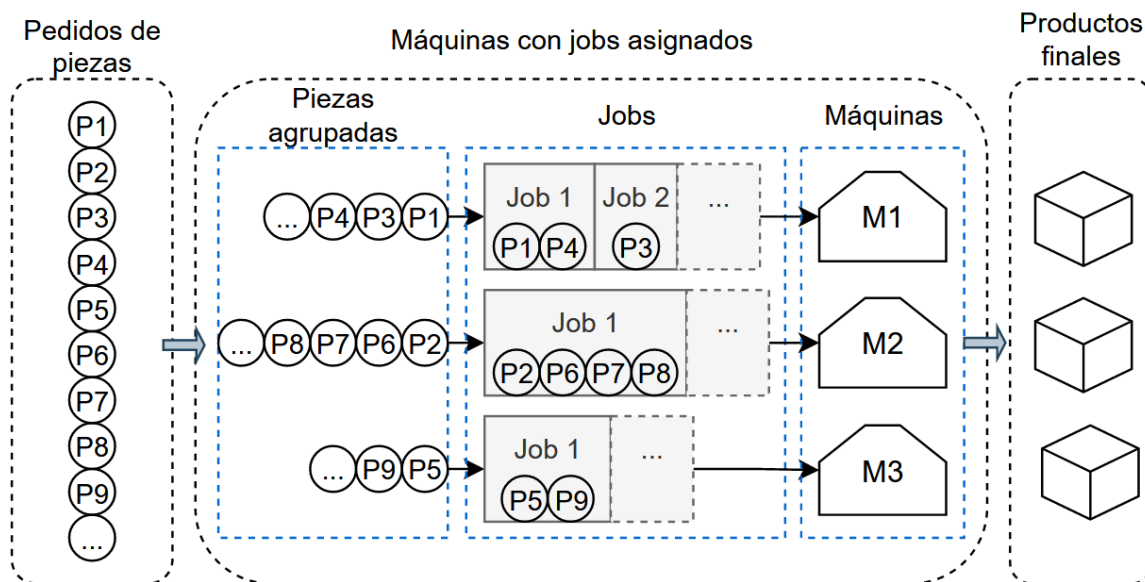 Pedidos de
piezas
Máquinas con jobs asignados
Productos
finales
P1
P2
P3
P4
P5
P6
P7
P8
P9
...
Piezas
agrupadas
Jobs
Máquinas
... P4 P3 P1
Job 1 Job 2 ...
P1 P4 P3
M1
... P8 P7 P6 P2
Job 1 ...
P2 P6 P7 P8
M2
... P9 P5
Job 1 ...
P5 P9
M3